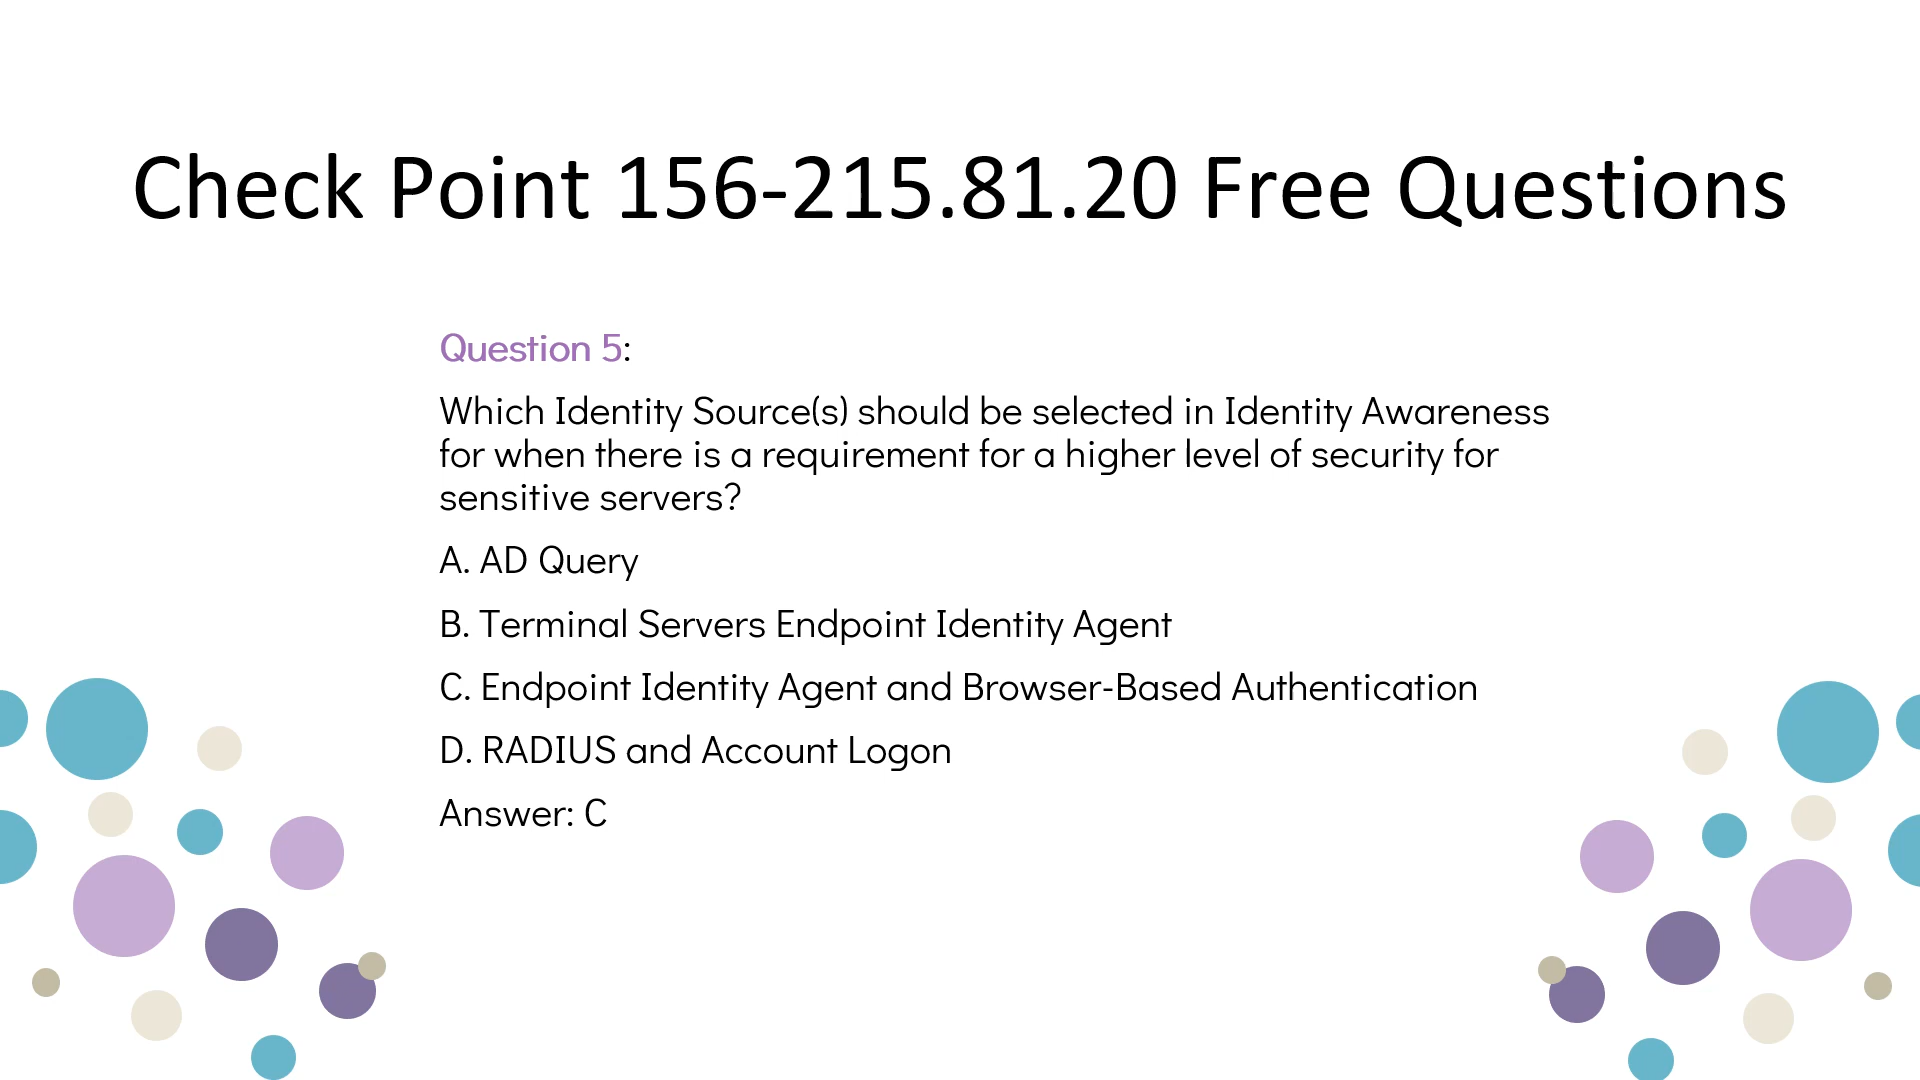 Check Point 156-215.81.20 Free Questions
Question 5:
Which Identity Source(s) should be selected in Identity Awareness
for when there is a requirement for a higher level of security for
sensitive servers?
A. AD Query
B. Terminal Servers Endpoint Identity Agent
C. Endpoint Identity Agent and Browser-Based Authentication
D. RADIUS and Account Logon
Answer: C